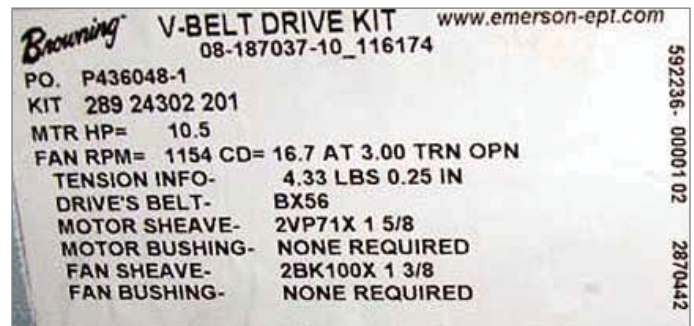 Browning V-BELT DRIVE KIT www.emerson-ept.com
08-187037-10_116174
PO. P436048-1
KIT 289 24302 201
MTR HP= 10.5
FAN RPM= 1154 CD= 16.7 AT 3.00 TRN OPN
TENSION INFO- 4.33 LBS 0.25 IN
DRIVE'S BELT- BX56
MOTOR SHEAVE- 2VP71X 1 5/8
MOTOR BUSHING- NONE REQUIRED
FAN SHEAVE- 2BK100X 1 3/8
FAN BUSHING- NONE REQUIRED
592236- 00001 02 2870442